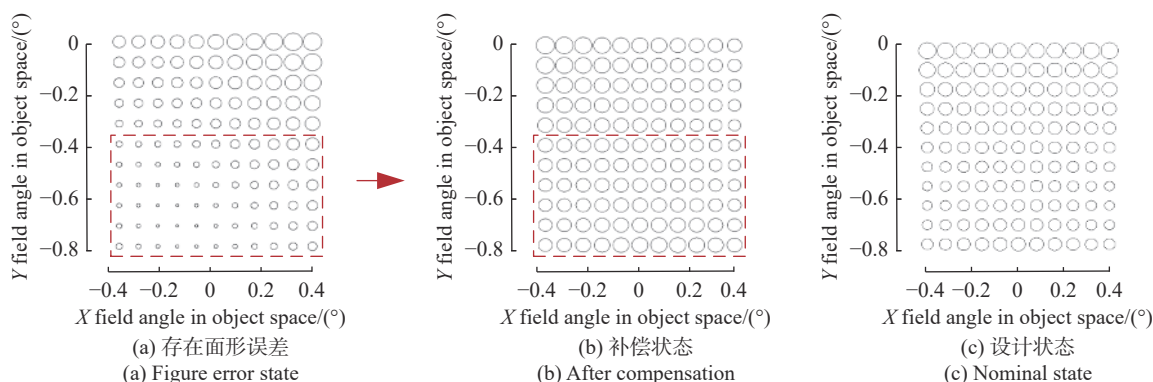 Y field angle in object space/(°)
0
−0.2
−0.4
−0.6
−0.8
−0.4 −0.2 0 0.2 0.4
X field angle in object space/(°)
(a) 存在面形误差
(a) Figure error state
Y field angle in object space/(°)
0
−0.2
−0.4
−0.6
−0.8
−0.4 −0.2 0 0.2 0.4
X field angle in object space/(°)
(b) 补偿状态
(b) After compensation
Y field angle in object space/(°)
0
−0.2
−0.4
−0.6
−0.8
−0.4 −0.2 0 0.2 0.4
X field angle in object space/(°)
(c) 设计状态
(c) Nominal state